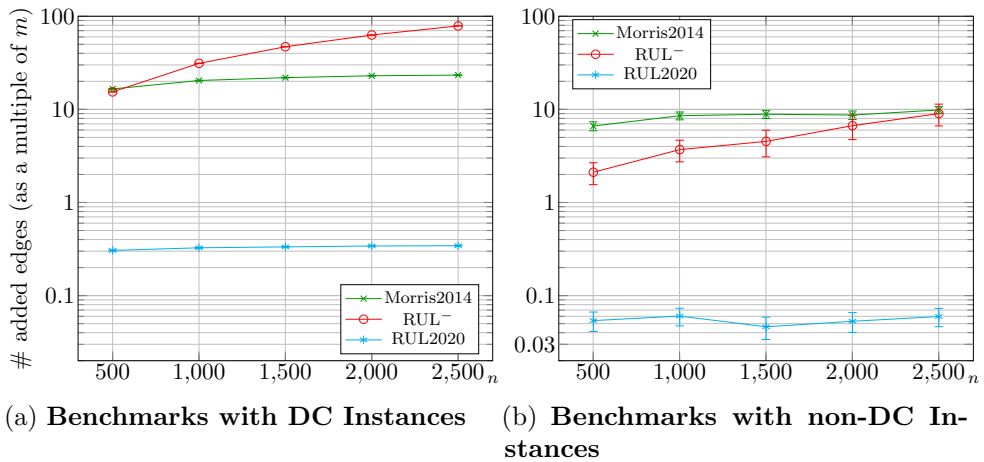 # added edges (as a multiple of m)
100
10
1
0.1
500
1,000
1,500
2,000
2,500
n
Morris2014
RUL⁻
RUL2020
(a) Benchmarks with DC Instances
100
10
1
0.1
0.03
500
1,000
1,500
2,000
2,500
n
Morris2014
RUL⁻
RUL2020
(b) Benchmarks with non-DC In-
stances